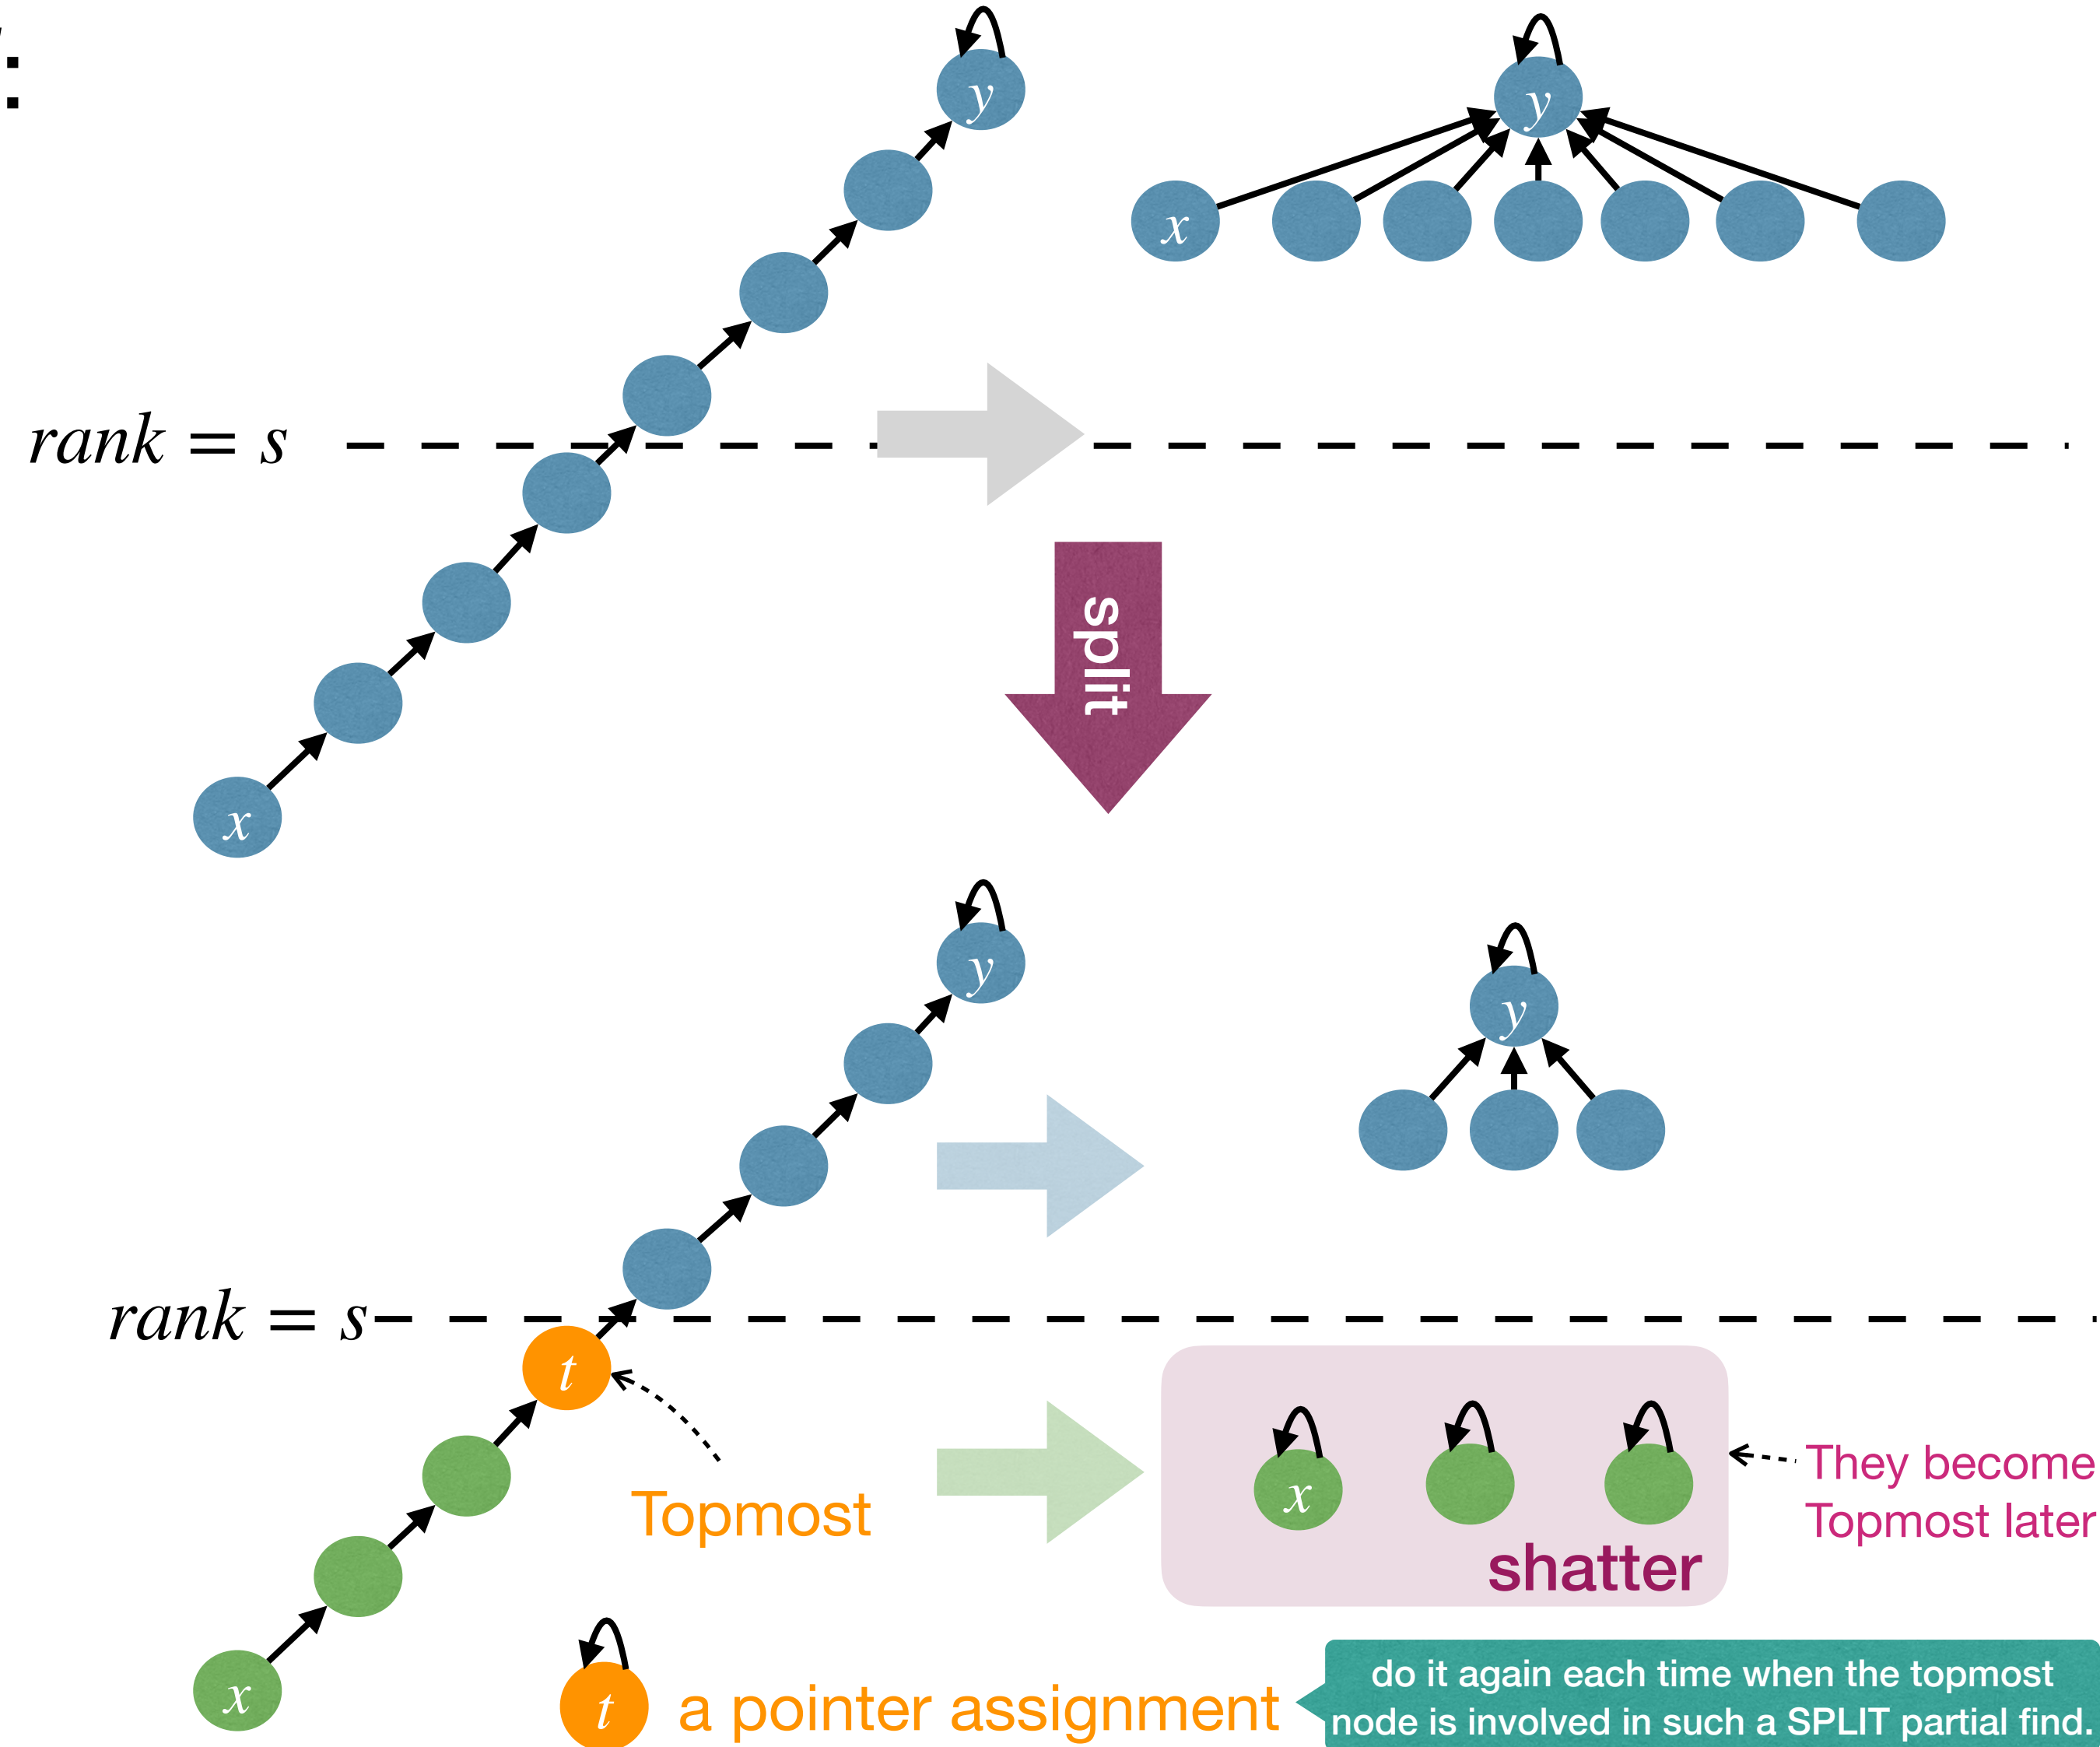 :
y
y
x
rank = s
split
x
y
y
rank = s
t
Topmost
x
They become
Topmost later
shatter
x
t
a pointer assignment
do it again each time when the topmost
node is involved in such a SPLIT partial find.